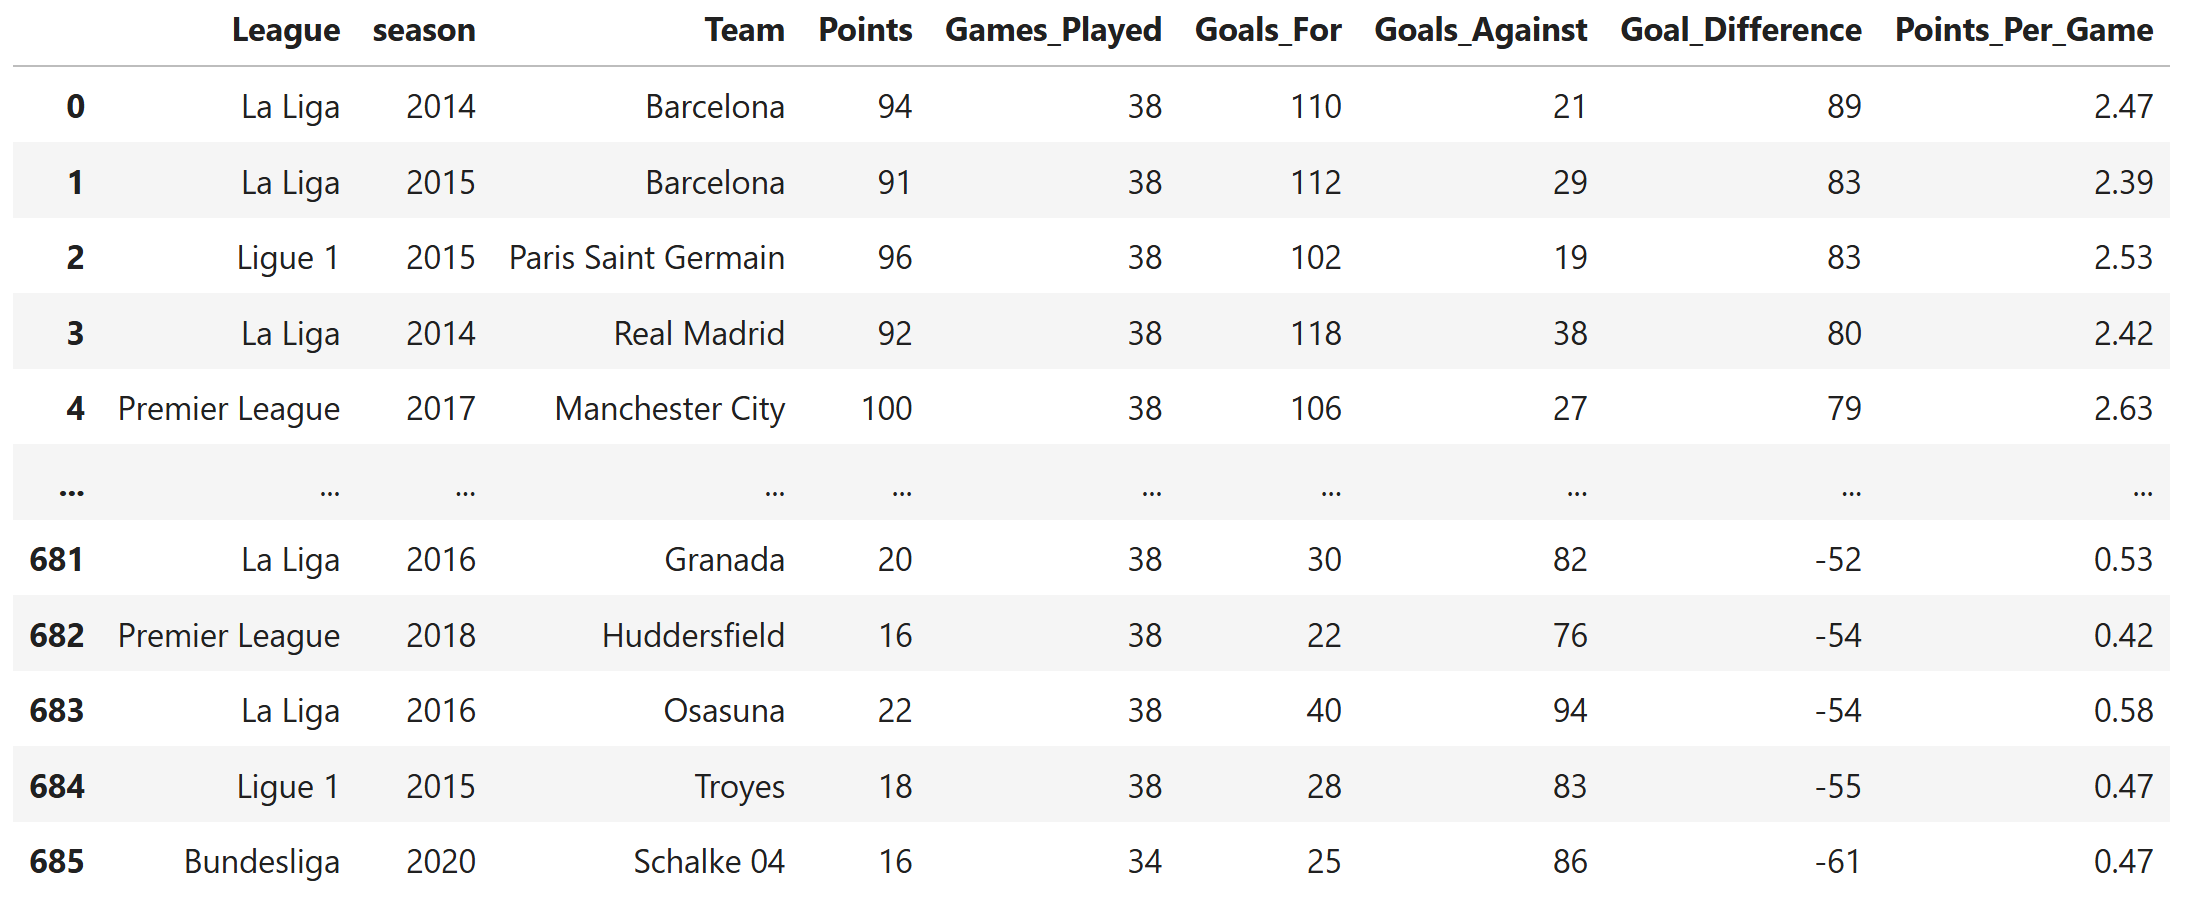 League season Team Points Games_Played Goals_For Goals_Against Goal_Difference Points_Per_Game
0 La Liga 2014 Barcelona 94 38 110 21 89 2.47
1 La Liga 2015 Barcelona 91 38 112 29 83 2.39
2 Ligue 1 2015 Paris Saint Germain 96 38 102 19 83 2.53
3 La Liga 2014 Real Madrid 92 38 118 38 80 2.42
4 Premier League 2017 Manchester City 100 38 106 27 79 2.63
... ... ... ... ... ... ... ... ... ...
681 La Liga 2016 Granada 20 38 30 82 -52 0.53
682 Premier League 2018 Huddersfield 16 38 22 76 -54 0.42
683 La Liga 2016 Osasuna 22 38 40 94 -54 0.58
684 Ligue 1 2015 Troyes 18 38 28 83 -55 0.47
685 Bundesliga 2020 Schalke 04 16 34 25 86 -61 0.47